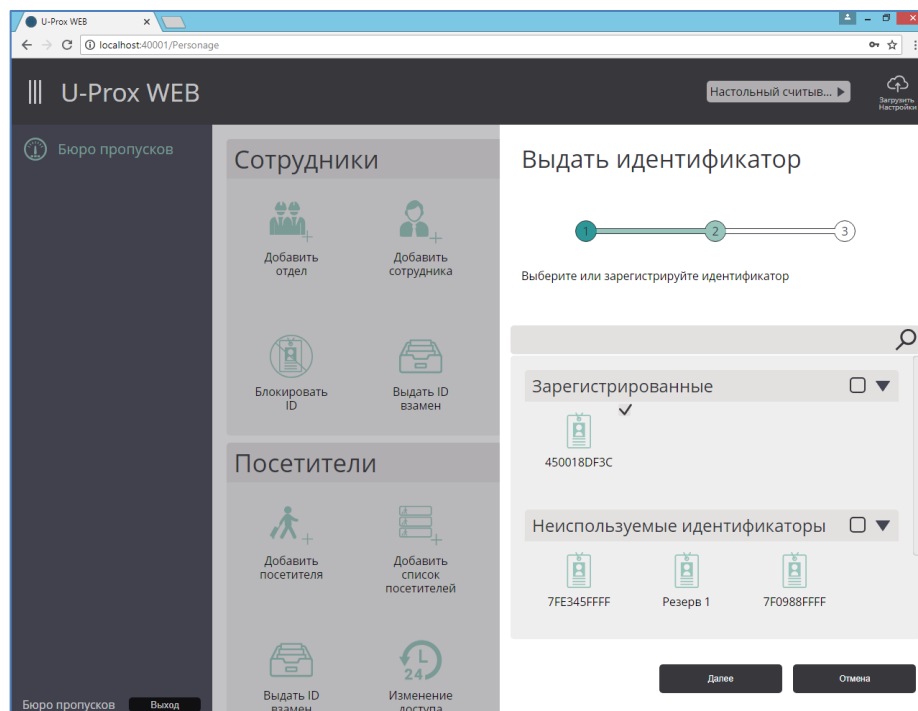 U-Prox WEB
localhost:40001/Personage
U-Prox WEB
Настольный считыв...
Загрузить
Настройки
Бюро пропусков
Сотрудники
Добавить
отдел
Добавить
сотрудника
Блокировать
ID
Выдать ID
взамен
Посетители
Добавить
посетителя
Добавить
список
посетителей
Выдать ID
взамен
24
Изменение
доступа
Бюро пропусков
Выход
Выдать идентификатор
1
2
3
Выберите или зарегистрируйте идентификатор
Зарегистрированные
450018DF3C
Неиспользуемые идентификаторы
7FE345FFFF
Резерв 1
7F0988FFFF
Далее
Отмена